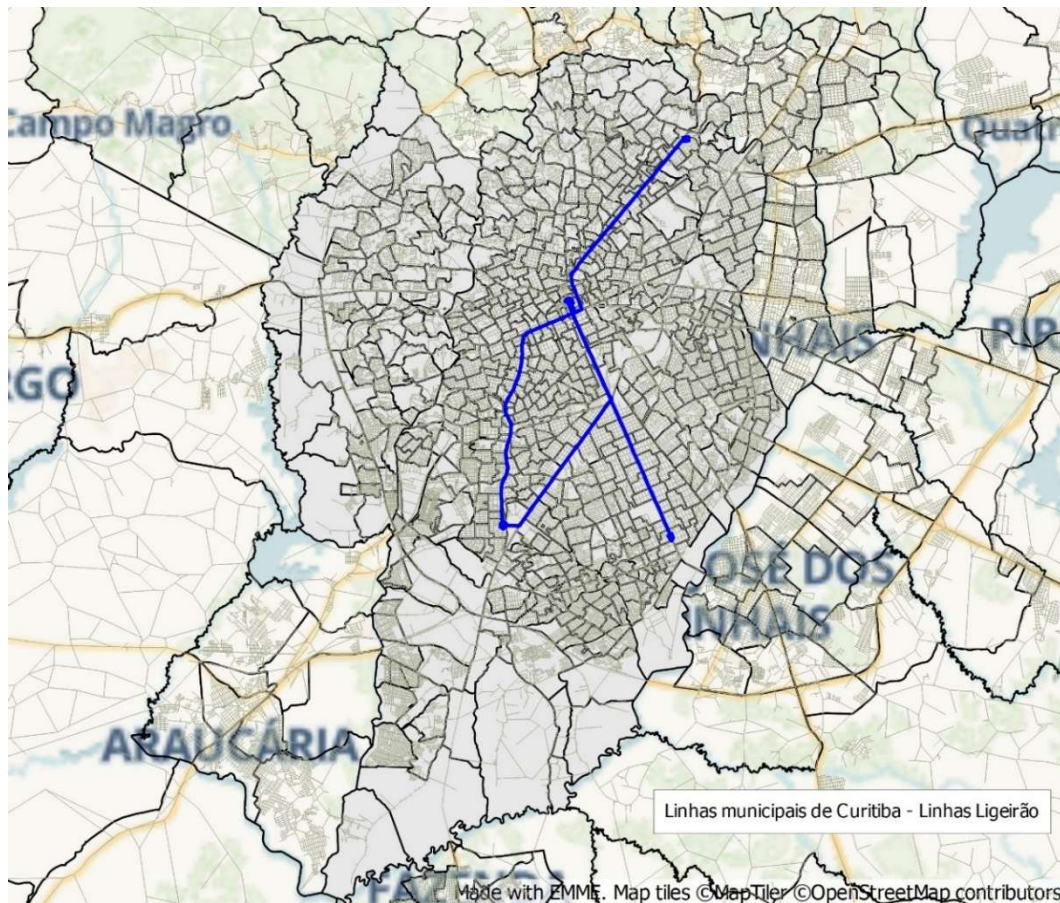 Campo Magro
Quat
NHAIS
PIR
RGO
OSÉ DOS
NHAIS
ARAUCÁRIA
Linhas municipais de Curitiba - Linhas Ligeirão
Made with EMME. Map tiles ©MapTiler ©OpenStreetMap contributors